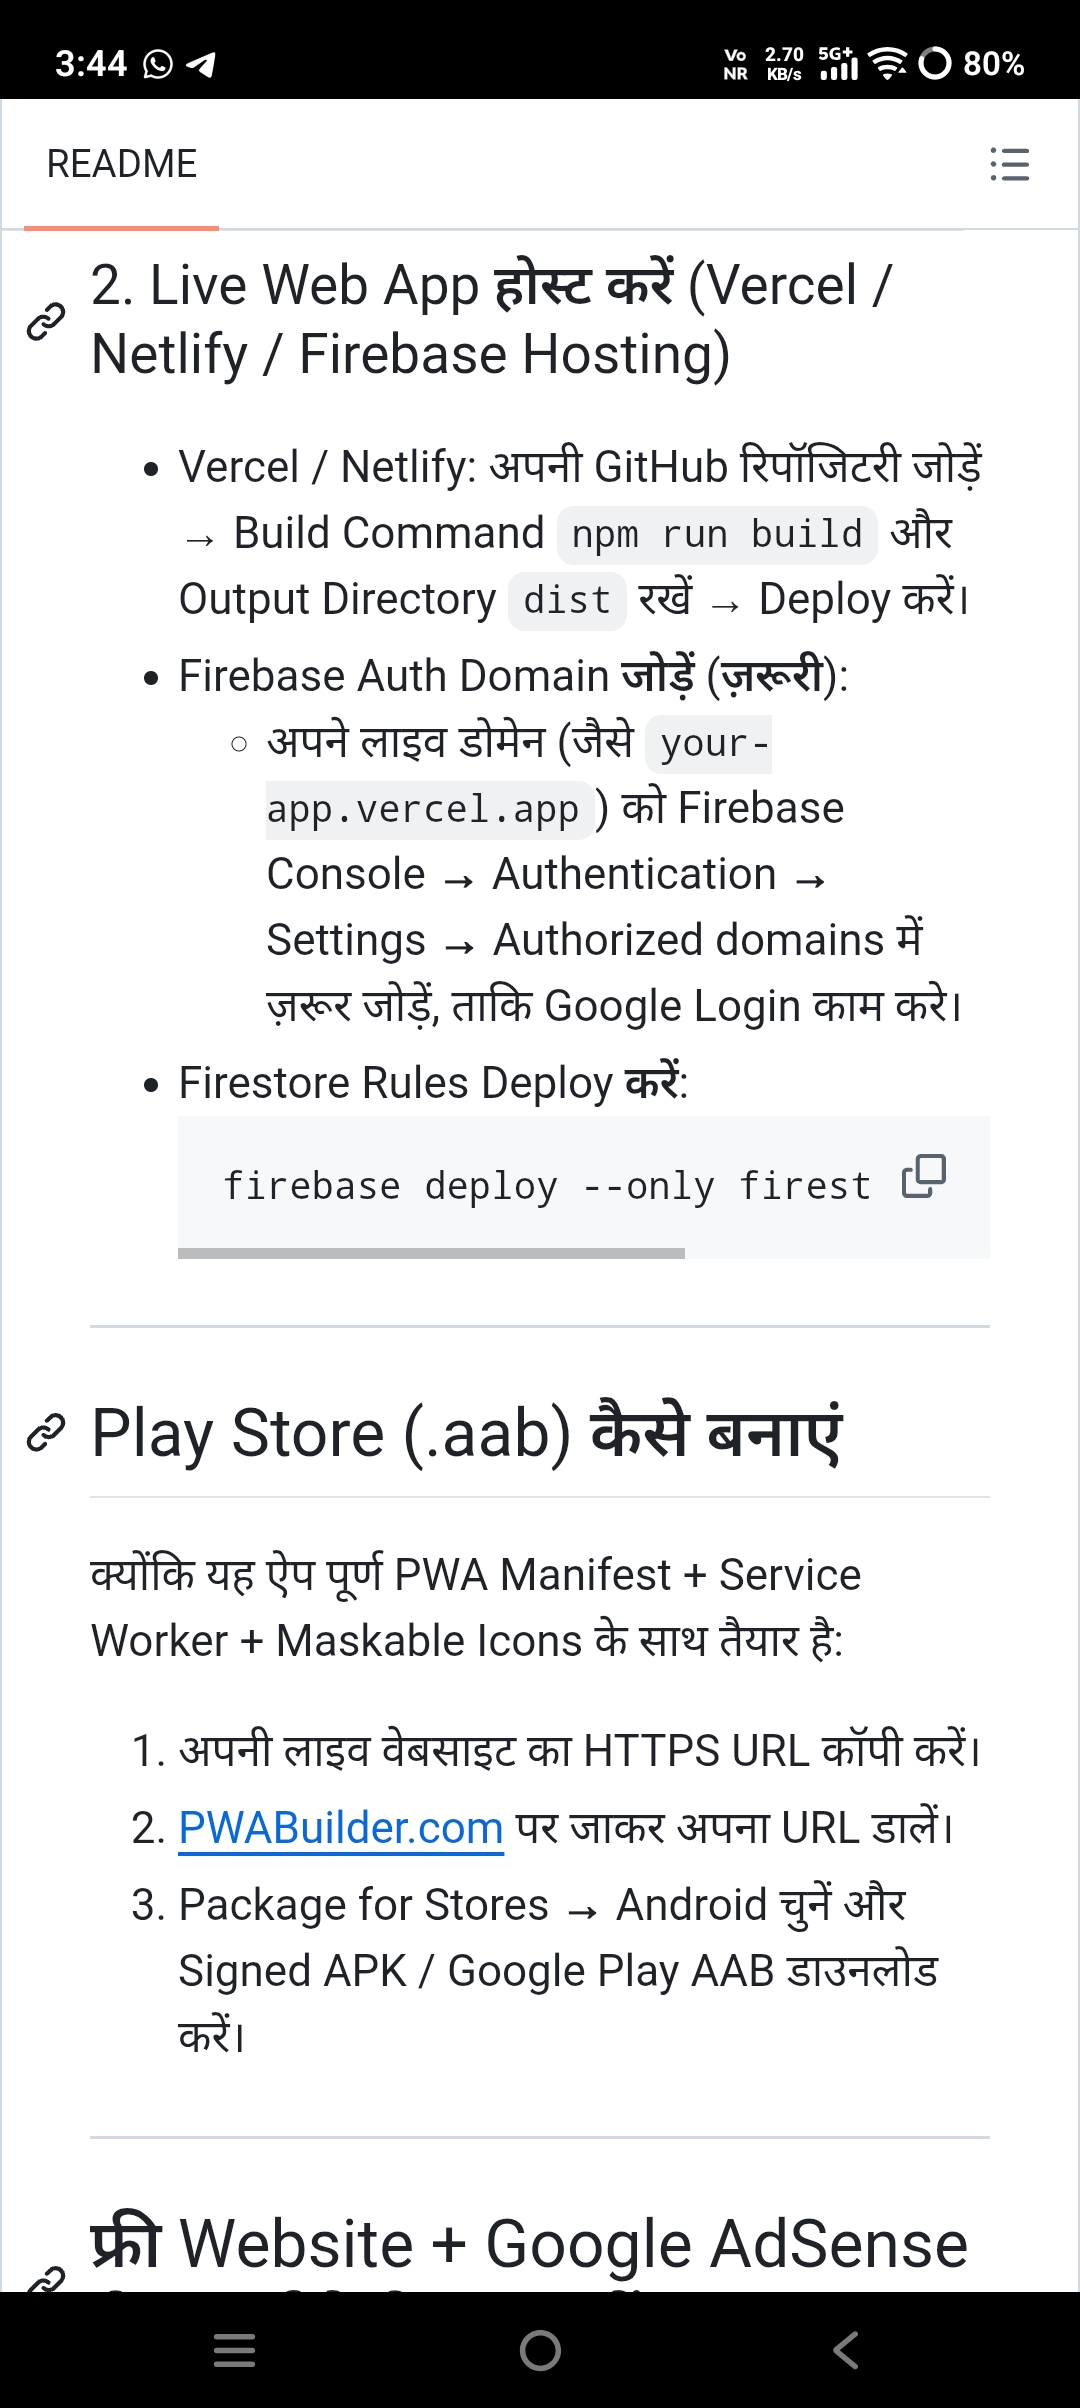 3:44
Vo NR 2.70 KB/s 5G+ 80%
README
2. Live Web App होस्ट करें (Vercel /
Netlify / Firebase Hosting)
• Vercel / Netlify: अपनी GitHub रिपॉजिटरी जोड़ें
→ Build Command npm run build और
Output Directory dist रखें → Deploy करें।
• Firebase Auth Domain जोड़ें (ज़रूरी):
◦ अपने लाइव डोमेन (जैसे your-
app.vercel.app) को Firebase
Console → Authentication →
Settings → Authorized domains में
ज़रूर जोड़ें, ताकि Google Login काम करे।
• Firestore Rules Deploy करें:
firebase deploy --only firest
Play Store (.aab) कैसे बनाएं
क्योंकि यह ऐप पूर्ण PWA Manifest + Service
Worker + Maskable Icons के साथ तैयार है:
1. अपनी लाइव वेबसाइट का HTTPS URL कॉपी करें।
2. PWABuilder.com पर जाकर अपना URL डालें।
3. Package for Stores → Android चुनें और
Signed APK / Google Play AAB डाउनलोड
करें।
फ्री Website + Google AdSense